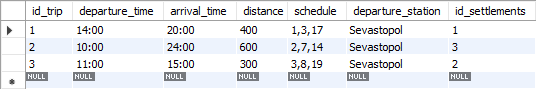 id_trip departure_time arrival_time distance schedule departure_station id_settlements
1 14:00 20:00 400 1,3,17 Sevastopol 1
2 10:00 24:00 600 2,7,14 Sevastopol 3
3 11:00 15:00 300 3,8,19 Sevastopol 2
NULL NULL NULL NULL NULL NULL NULL